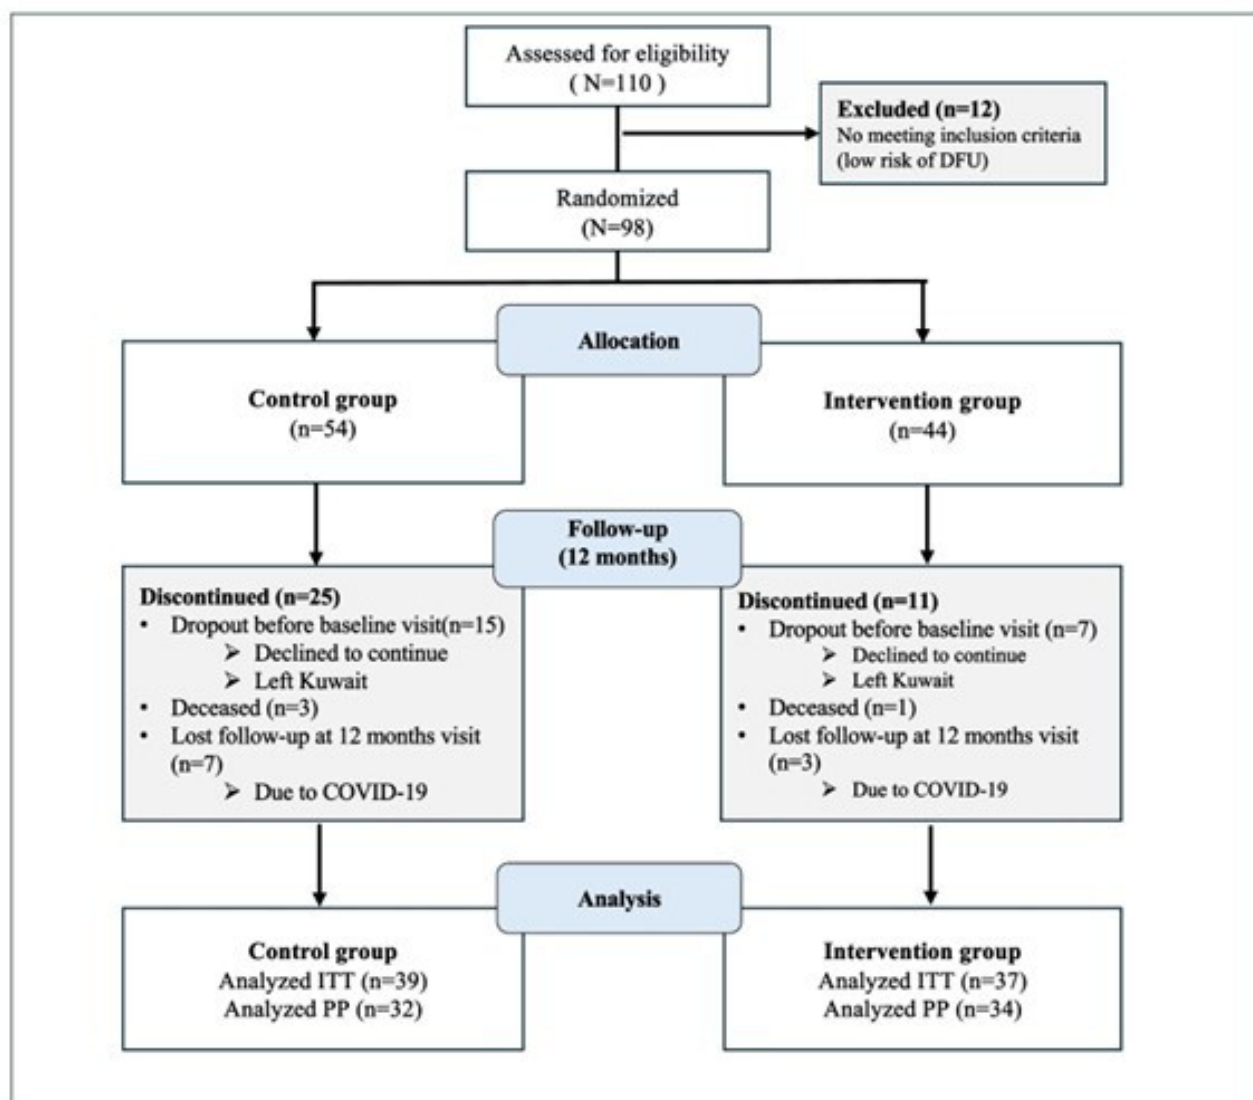 Assessed for eligibility
( N=110 )
Excluded (n=12)
No meeting inclusion criteria
(low risk of DFU)
Randomized
(N=98)
Allocation
Control group
(n=54)
Intervention group
(n=44)
Follow-up
(12 months)
Discontinued (n=25)
• Dropout before baseline visit(n=15)
➢ Declined to continue
➢ Left Kuwait
• Deceased (n=3)
• Lost follow-up at 12 months visit
(n=7)
➢ Due to COVID-19
Discontinued (n=11)
• Dropout before baseline visit (n=7)
➢ Declined to continue
➢ Left Kuwait
• Deceased (n=1)
• Lost follow-up at 12 months visit
(n=3)
➢ Due to COVID-19
Analysis
Control group
Analyzed ITT (n=39)
Analyzed PP (n=32)
Intervention group
Analyzed ITT (n=37)
Analyzed PP (n=34)